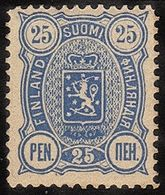 25 SUOMI 25
FINLAND
ФИНЛЯНДІЯ
PEN. 25 ПЕН.